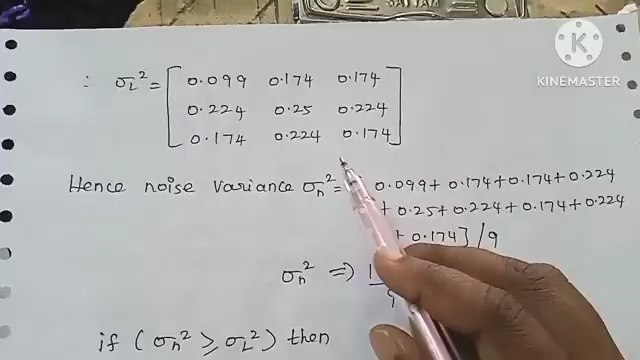 K
KINEMASTER
∴ σL² = [ 0.099 0.174 0.174
0.224 0.25 0.224
0.174 0.224 0.174 ]
Hence noise variance σn² = 0.099 + 0.174 + 0.174 + 0.224
+ 0.25 + 0.224 + 0.174 + 0.224
+ 0.174] / 9
σn² ⇒
if (σn² ≥ σL²) then